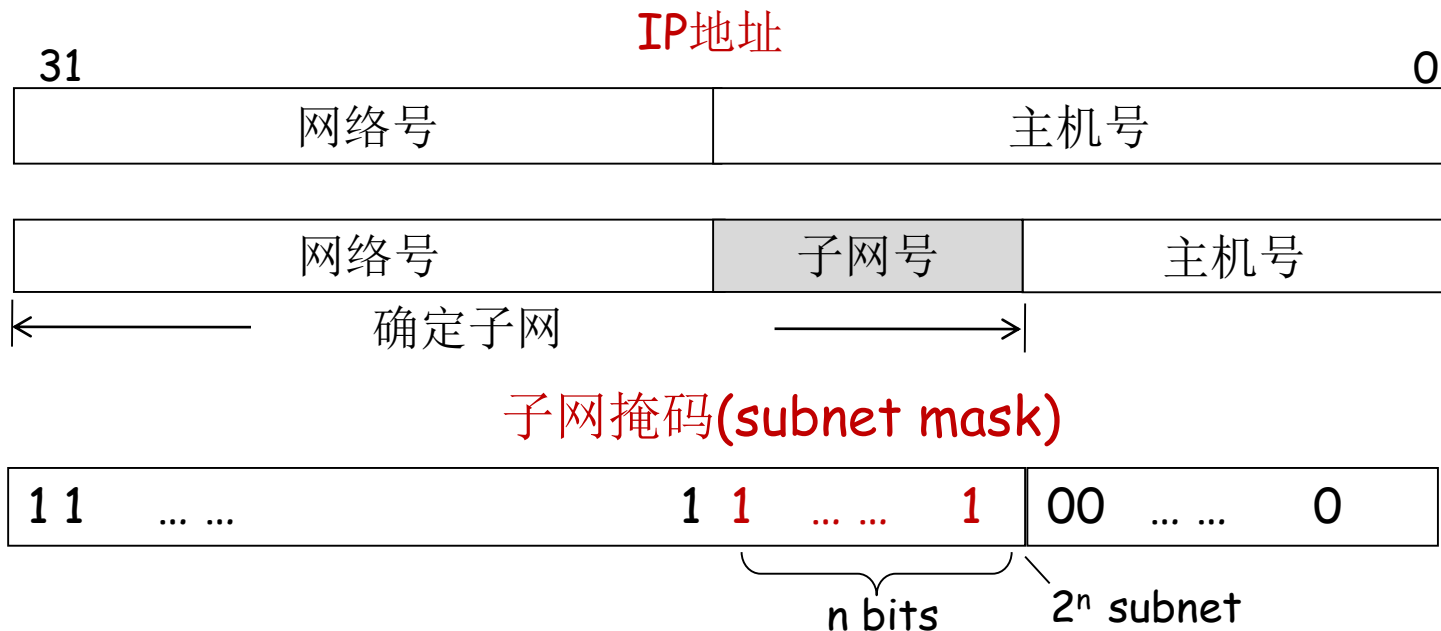 IP地址
31 0
网络号 主机号
网络号 子网号 主机号
确定子网
子网掩码(subnet mask)
1 1 … … 1 1 … … 1 00 … … 0
n bits 2ⁿ subnet